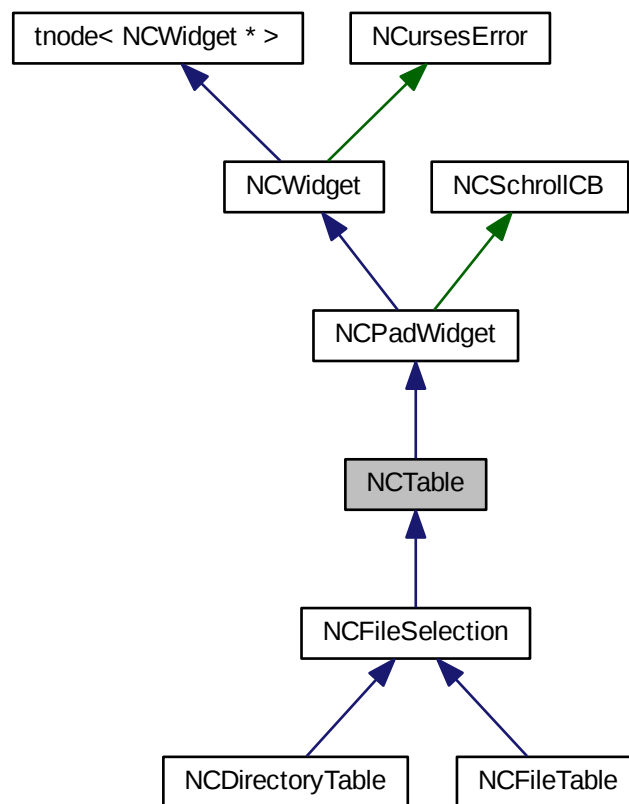 tnode< NCWidget * >
NCursesError
NCWidget
NCSchrollCB
NCPadWidget
NCTable
NCFileSelection
NCDirectoryTable
NCFileTable